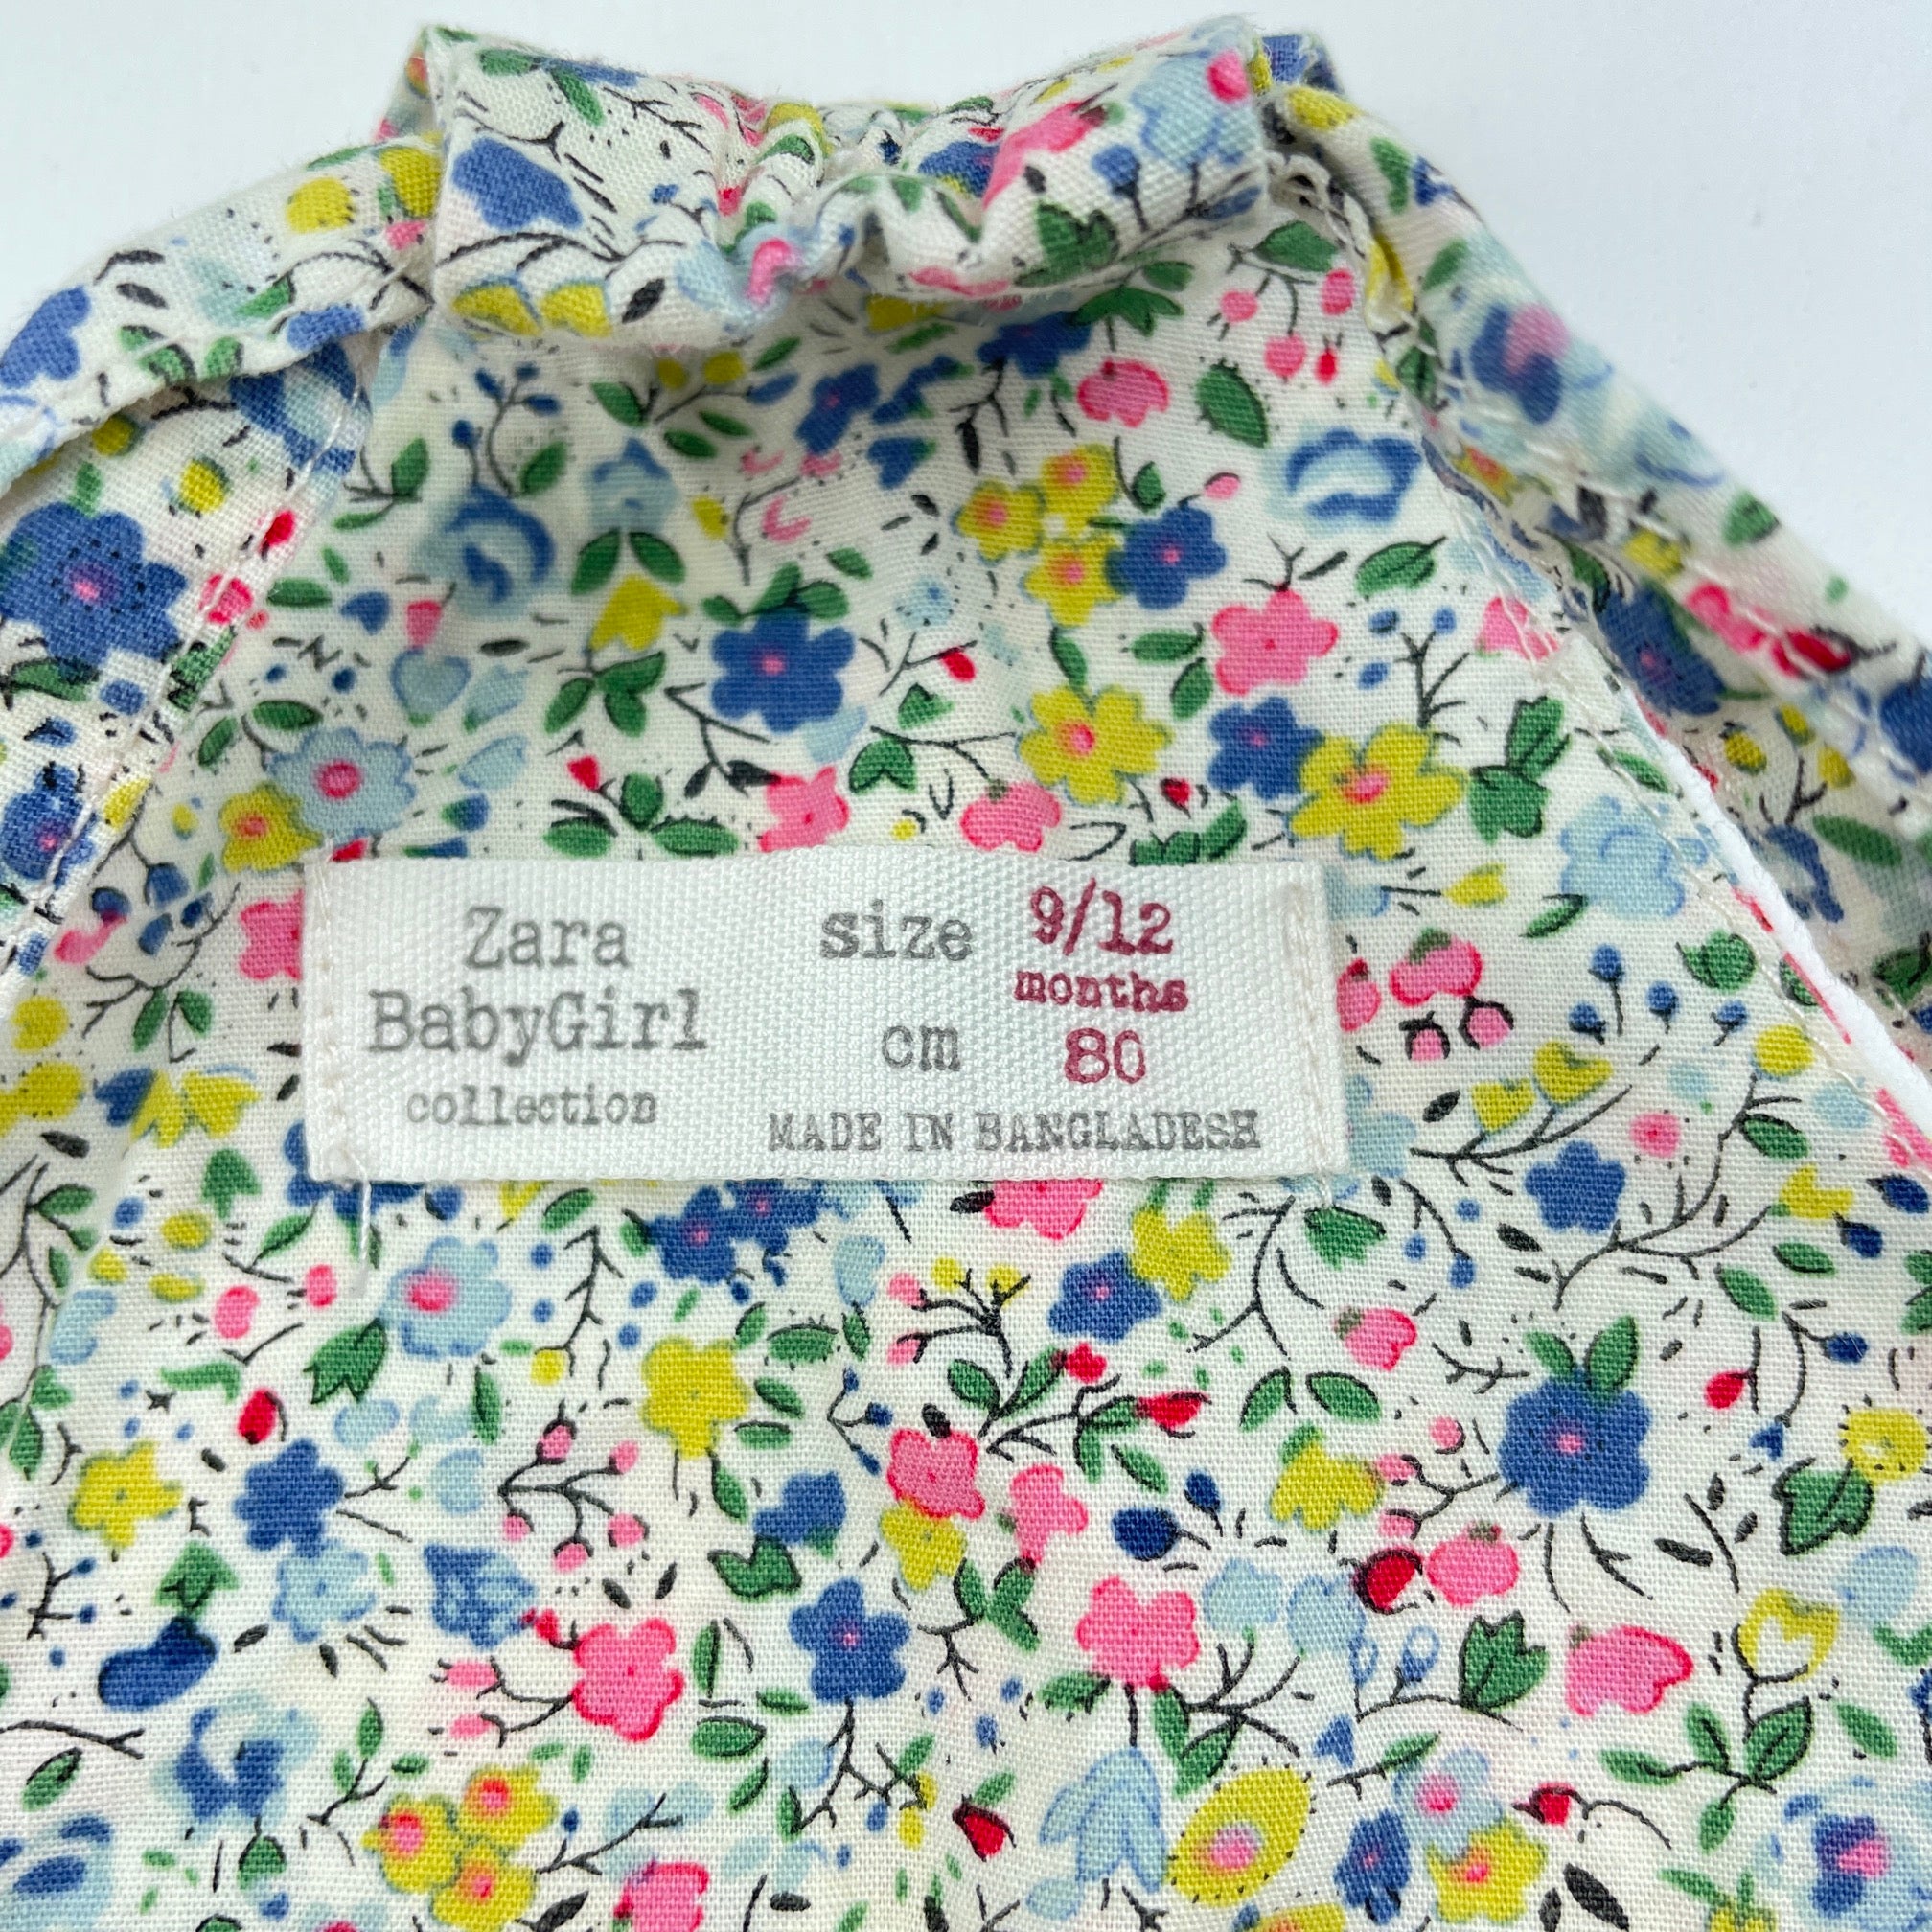 Zara
BabyGirl
collection
size 9/12
months
cm 80
MADE IN BANGLADESH